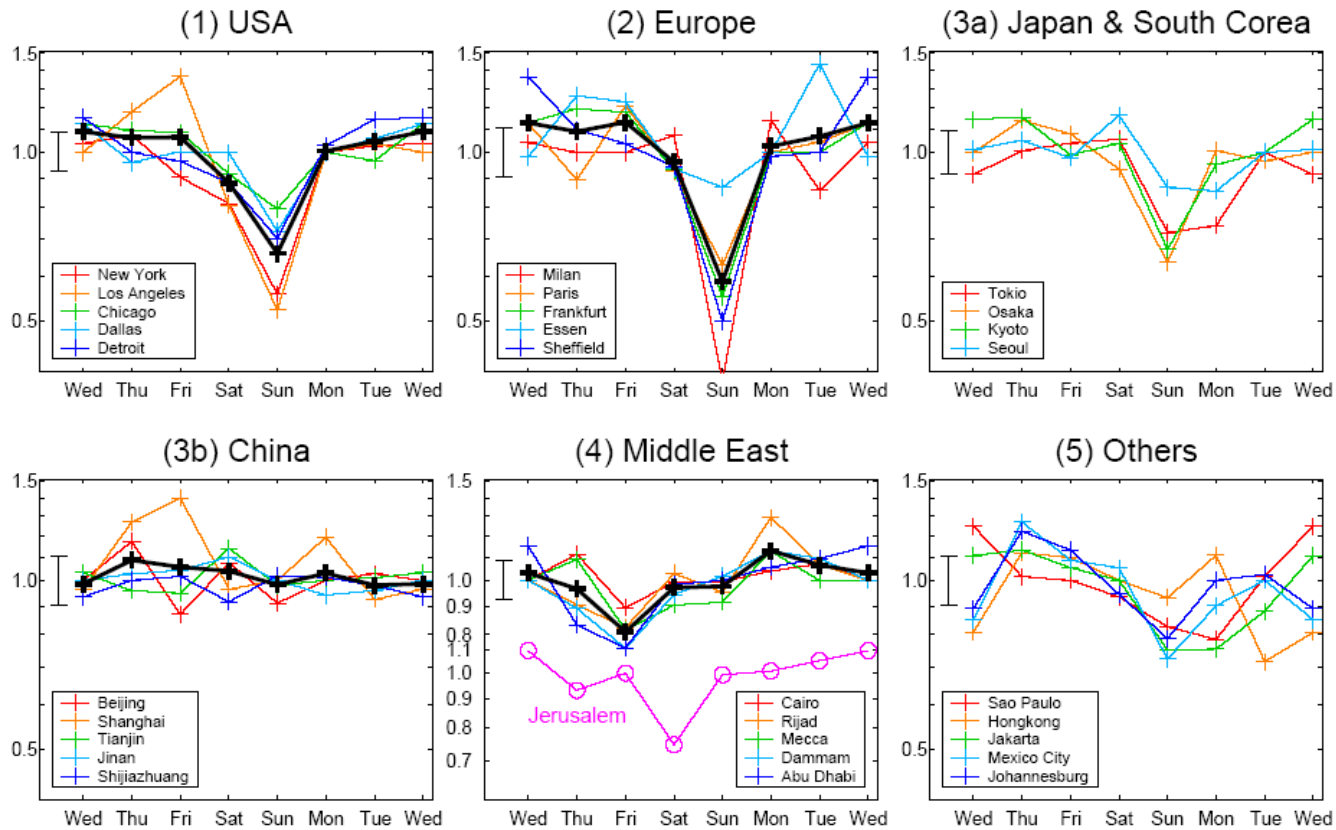 (1) USA
(2) Europe
(3a) Japan & South Corea
1.5
1.0
0.5
New York
Los Angeles
Chicago
Dallas
Detroit
Wed Thu Fri Sat Sun Mon Tue Wed
1.5
1.0
0.5
Milan
Paris
Frankfurt
Essen
Sheffield
Wed Thu Fri Sat Sun Mon Tue Wed
1.5
1.0
0.5
Tokio
Osaka
Kyoto
Seoul
Wed Thu Fri Sat Sun Mon Tue Wed
(3b) China
(4) Middle East
(5) Others
1.5
1.0
0.5
Beijing
Shanghai
Tianjin
Jinan
Shijiazhuang
Wed Thu Fri Sat Sun Mon Tue Wed
1.5
1.0
0.9
0.8
1.1
1.0
0.9
0.8
0.7
Jerusalem
Cairo
Rijad
Mecca
Dammam
Abu Dhabi
Wed Thu Fri Sat Sun Mon Tue Wed
1.5
1.0
0.5
Sao Paulo
Hongkong
Jakarta
Mexico City
Johannesburg
Wed Thu Fri Sat Sun Mon Tue Wed